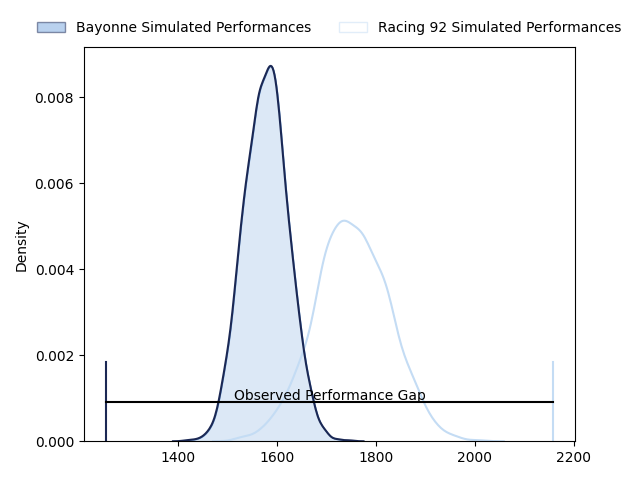 Bayonne Simulated Performances
Racing 92 Simulated Performances
Density
0.008
0.006
0.004
0.002
0.000
Observed Performance Gap
1400
1600
1800
2000
2200